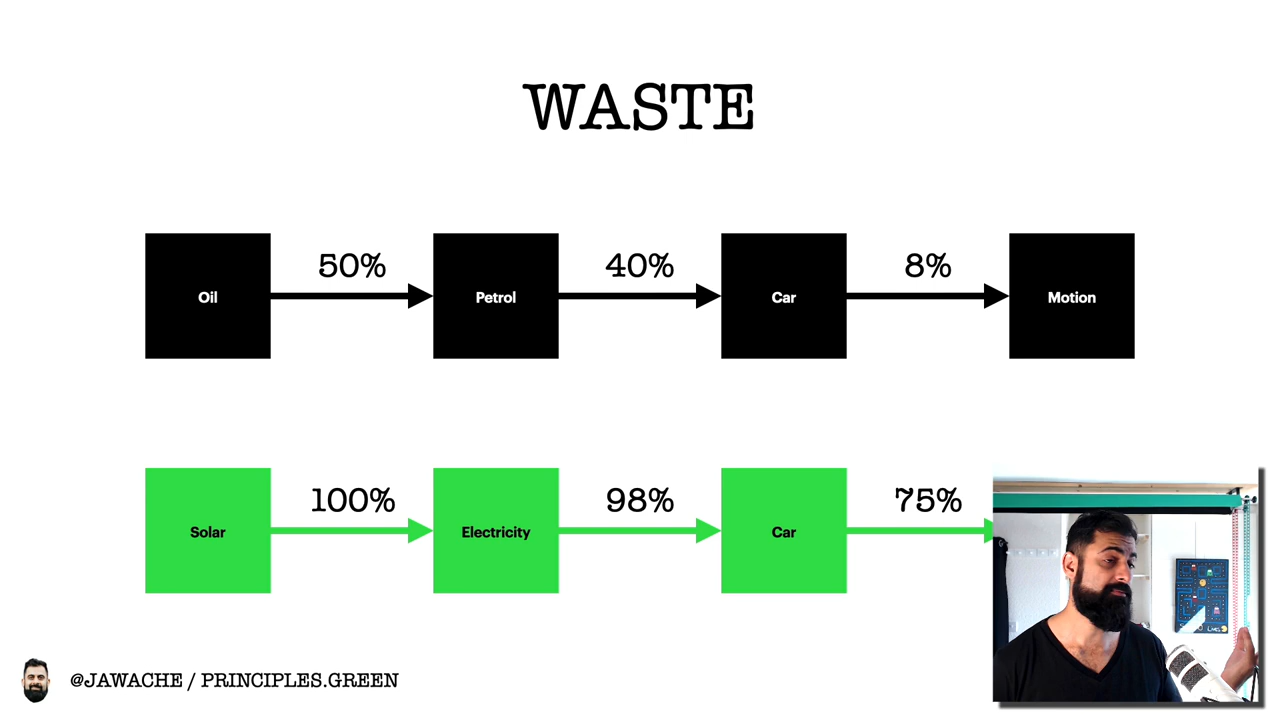 WASTE
50%
40%
8%
Oil
Petrol
Car
Motion
100%
98%
75%
Solar
Electricity
Car
@JAWACHE / PRINCIPLES.GREEN